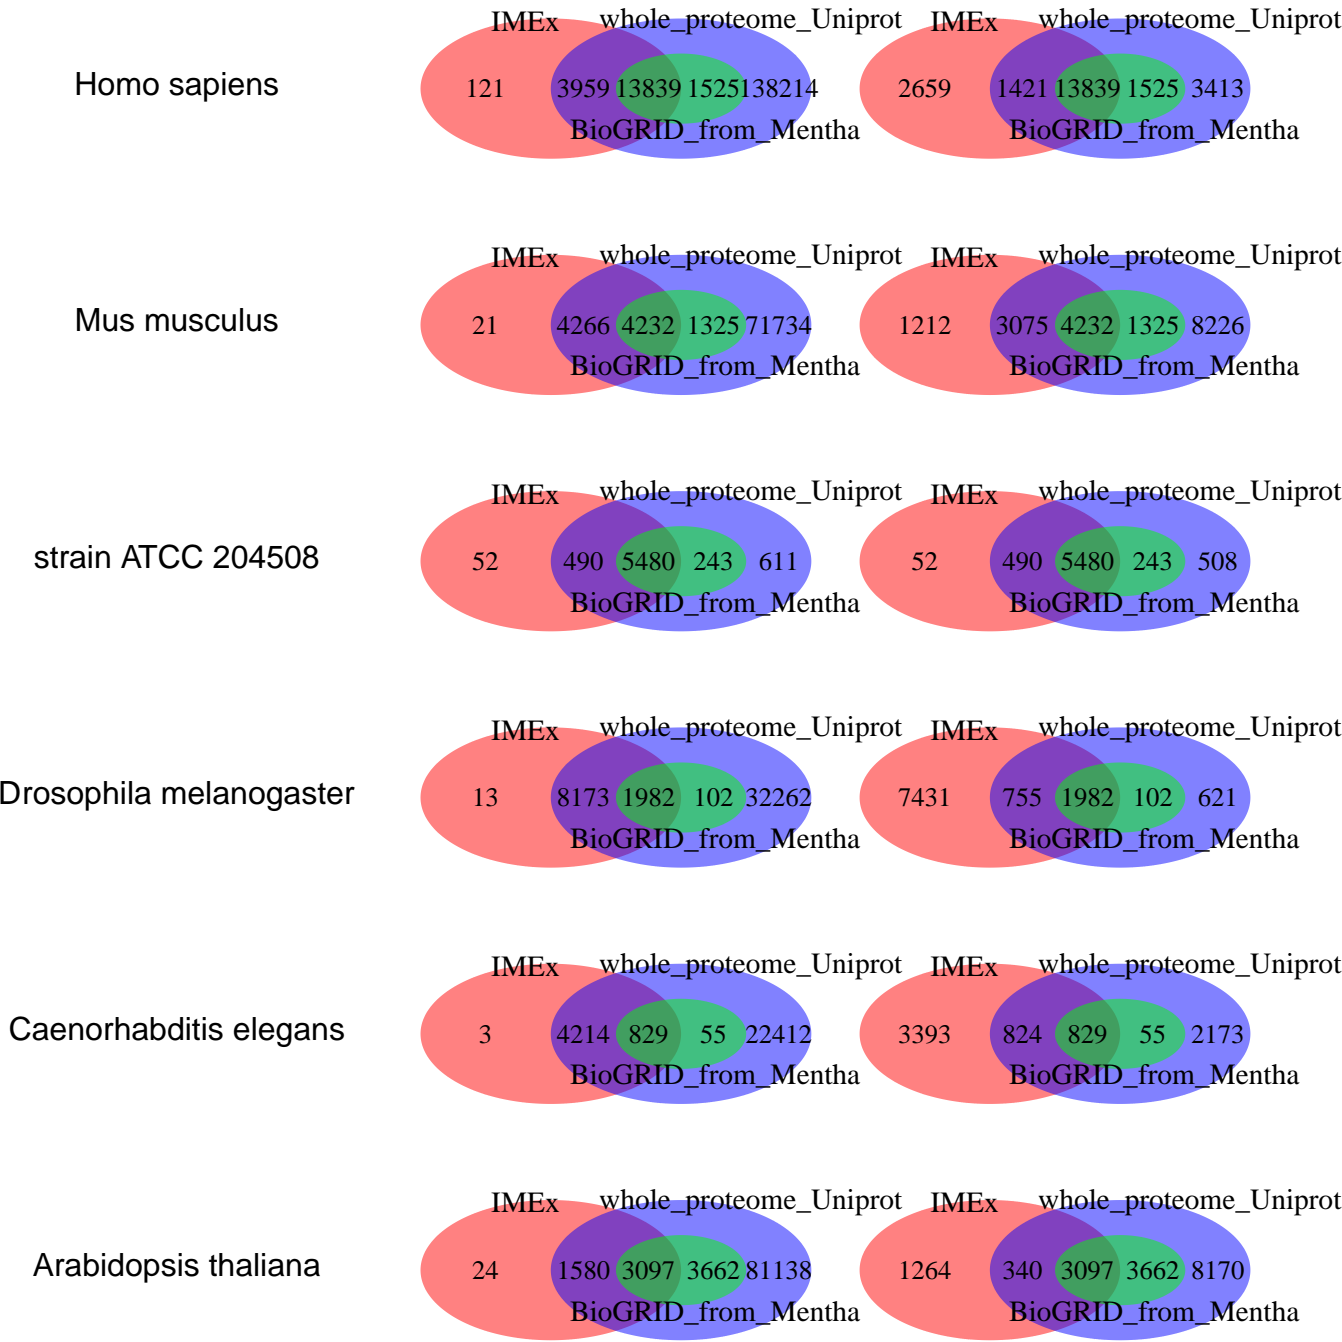 IMEx whole_proteome_Uniprot IMEx whole_proteome_Uniprot
Homo sapiens 121 3959 13839 1525 138214 2659 1421 13839 1525 3413
BioGRID_from_Mentha BioGRID_from_Mentha
IMEx whole_proteome_Uniprot IMEx whole_proteome_Uniprot
Mus musculus 21 4266 4232 1325 71734 1212 3075 4232 1325 8226
BioGRID_from_Mentha BioGRID_from_Mentha
IMEx whole_proteome_Uniprot IMEx whole_proteome_Uniprot
strain ATCC 204508 52 490 5480 243 611 52 490 5480 243 508
BioGRID_from_Mentha BioGRID_from_Mentha
IMEx whole_proteome_Uniprot IMEx whole_proteome_Uniprot
Drosophila melanogaster 13 8173 1982 102 32262 7431 755 1982 102 621
BioGRID_from_Mentha BioGRID_from_Mentha
IMEx whole_proteome_Uniprot IMEx whole_proteome_Uniprot
Caenorhabditis elegans 3 4214 829 55 22412 3393 824 829 55 2173
BioGRID_from_Mentha BioGRID_from_Mentha
IMEx whole_proteome_Uniprot IMEx whole_proteome_Uniprot
Arabidopsis thaliana 24 1580 3097 3662 81138 1264 340 3097 3662 8170
BioGRID_from_Mentha BioGRID_from_Mentha